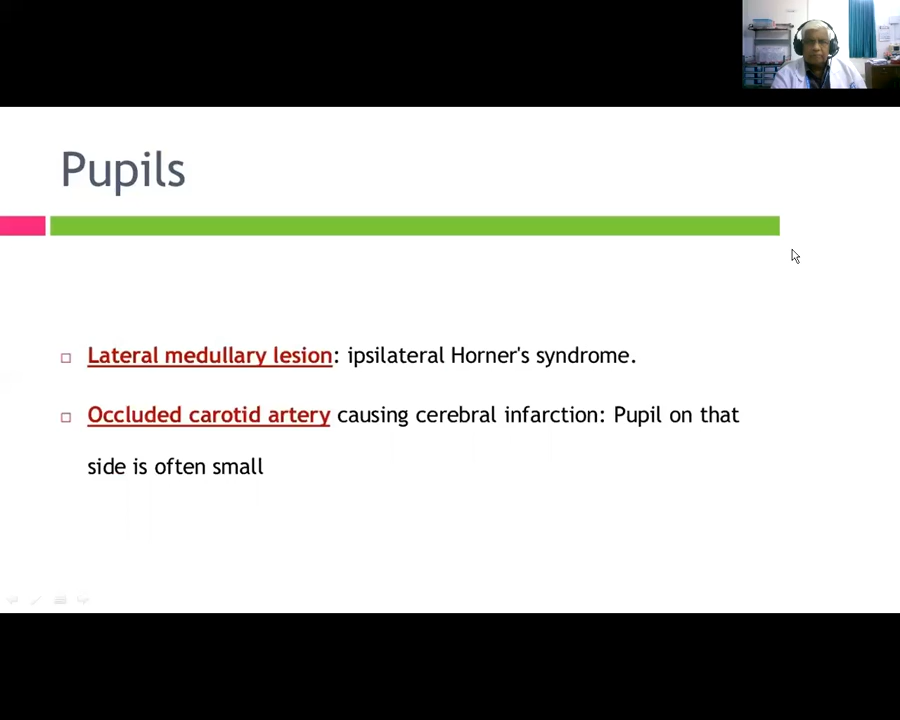 Pupils
Lateral medullary lesion: ipsilateral Horner's syndrome.
Occluded carotid artery causing cerebral infarction: Pupil on that
side is often small